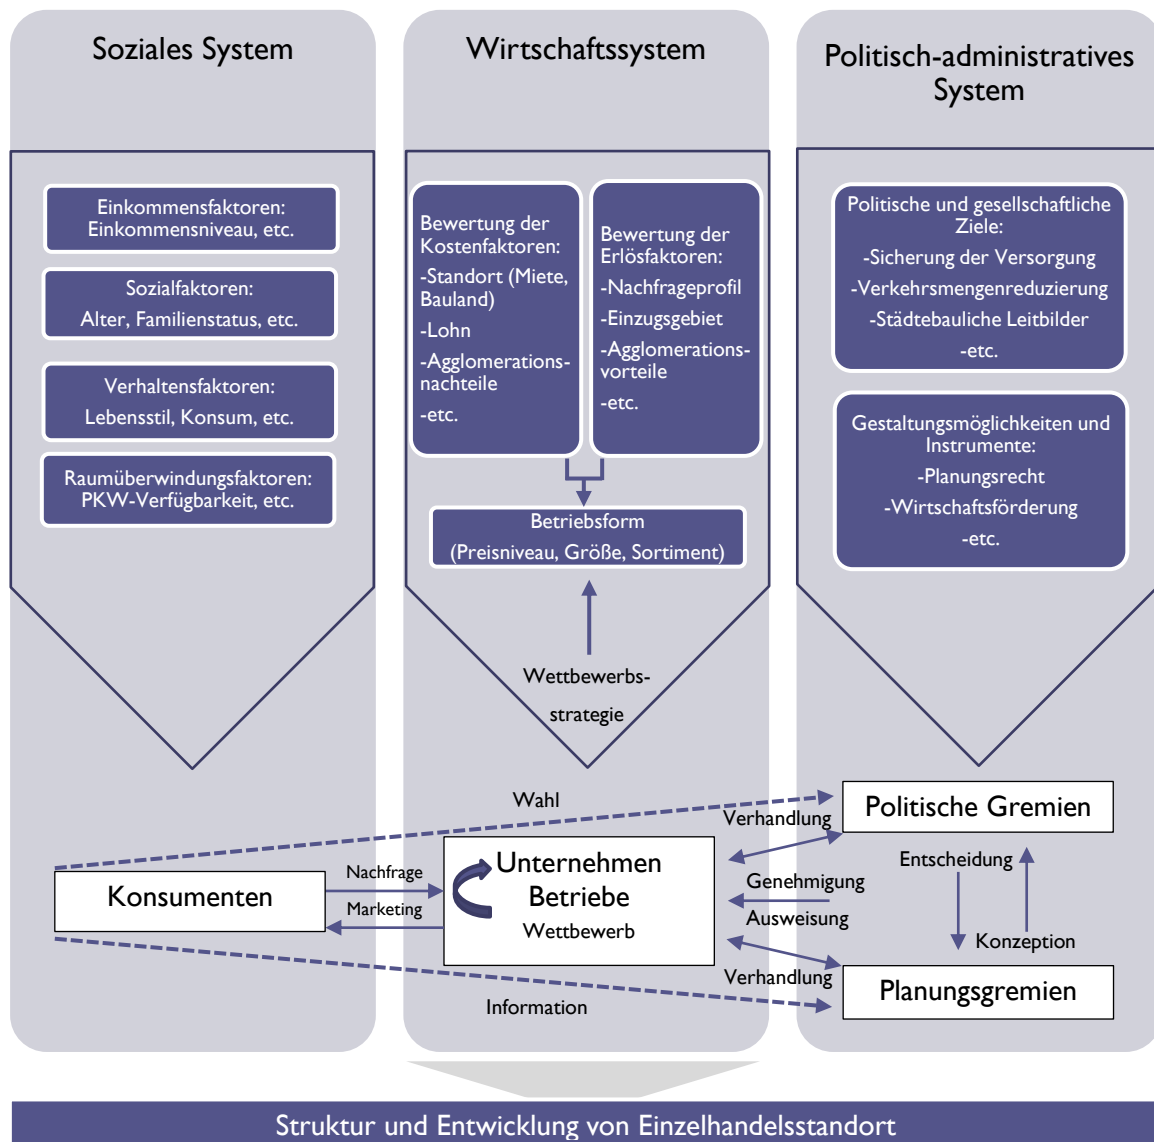 Soziales System
Einkommensfaktoren:
Einkommensniveau, etc.
Sozialfaktoren:
Alter, Familienstatus, etc.
Verhaltensfaktoren:
Lebensstil, Konsum, etc.
Raumüberwindungsfaktoren:
PKW-Verfügbarkeit, etc.
Wirtschaftssystem
Bewertung der
Kostenfaktoren:
-Standort (Miete,
Bauland)
-Lohn
-Agglomerations-
nachteile
-etc.
Bewertung der
Erlösfaktoren:
-Nachfrageprofil
-Einzugsgebiet
-Agglomerations-
vorteile
-etc.
Betriebsform
(Preisniveau, Größe, Sortiment)
Wettbewerbs-
strategie
Politisch-administratives
System
Politische und gesellschaftliche
Ziele:
-Sicherung der Versorgung
-Verkehrsmengenreduzierung
-Städtebauliche Leitbilder
-etc.
Gestaltungsmöglichkeiten und
Instrumente:
-Planungsrecht
-Wirtschaftsförderung
-etc.
Wahl
Konsumenten
Nachfrage
Marketing
Unternehmen
Betriebe
Wettbewerb
Verhandlung
Genehmigung
Ausweisung
Verhandlung
Information
Politische Gremien
Entscheidung
Konzeption
Planungsgremien
Struktur und Entwicklung von Einzelhandelsstandort